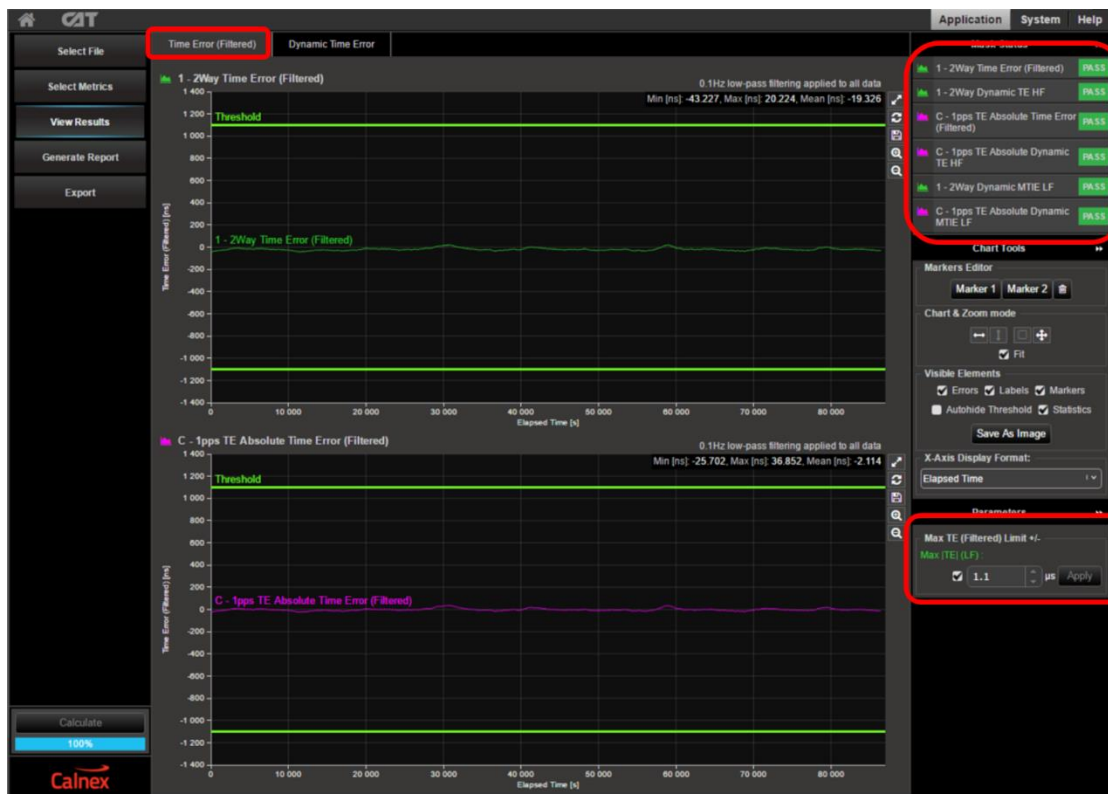 CAT
Application System Help
Select File
Select Metrics
View Results
Generate Report
Export
Calculate
100%
Calnex
Time Error (Filtered) Dynamic Time Error
1 - 2Way Time Error (Filtered)
0.1Hz low-pass filtering applied to all data
Min [ns]: -43.227, Max [ns]: 20.224, Mean [ns]: -19.326
Threshold
1 - 2Way Time Error (Filtered)
Time Error (Filtered) [ns]
1 400
1 200
1 000
800
600
400
200
0
-200
-400
-600
-800
-1 000
-1 200
-1 400
0 10 000 20 000 30 000 40 000 50 000 60 000 70 000 80 000
Elapsed Time [s]
C - 1pps TE Absolute Time Error (Filtered)
0.1Hz low-pass filtering applied to all data
Min [ns]: -25.702, Max [ns]: 36.852, Mean [ns]: -2.114
Threshold
C - 1pps TE Absolute Time Error (Filtered)
Time Error (Filtered) [ns]
1 400
1 200
1 000
800
600
400
200
0
-200
-400
-600
-800
-1 000
-1 200
-1 400
0 10 000 20 000 30 000 40 000 50 000 60 000 70 000 80 000
Elapsed Time [s]
Mask Status
1 - 2Way Time Error (Filtered) PASS
1 - 2Way Dynamic TE HF PASS
C - 1pps TE Absolute Time Error
(Filtered) PASS
C - 1pps TE Absolute Dynamic
TE HF PASS
1 - 2Way Dynamic MTIE LF PASS
C - 1pps TE Absolute Dynamic
MTIE LF PASS
Chart Tools
Markers Editor
Marker 1 Marker 2
Chart & Zoom mode
Fit
Visible Elements
Errors Labels Markers
Autohide Threshold Statistics
Save As Image
X-Axis Display Format:
Elapsed Time
Parameters
Max TE (Filtered) Limit +/-
Max |TE| (LF) :
1.1 µs Apply